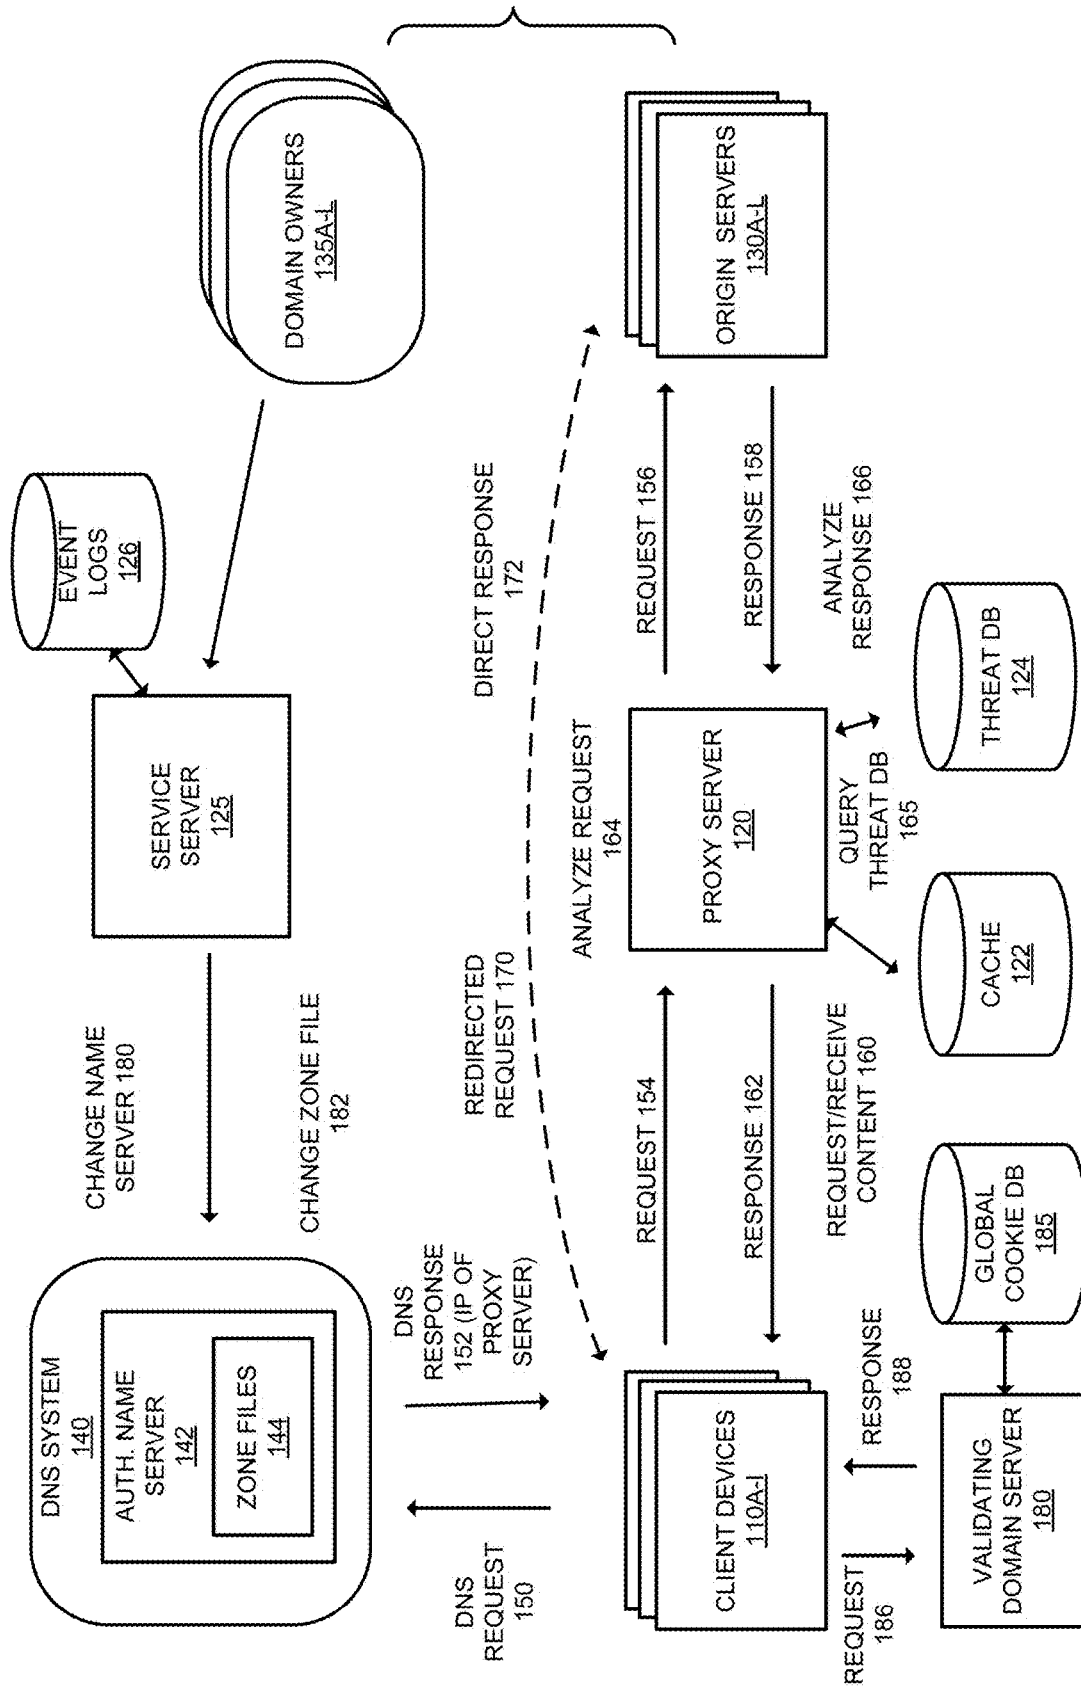 DNS SYSTEM
140
AUTH. NAME
SERVER
142
ZONE FILES
144
CHANGE NAME
SERVER 180
CHANGE ZONE FILE
182
SERVICE
SERVER
125
EVENT
LOGS
126
DOMAIN OWNERS
135A-L
DNS
REQUEST
150
DNS
RESPONSE
152 (IP OF
PROXY
SERVER)
REDIRECTED
REQUEST 170
DIRECT RESPONSE
172
ANALYZE REQUEST
164
CLIENT DEVICES
110A-I
REQUEST 154
RESPONSE 162
PROXY SERVER
120
REQUEST 156
RESPONSE 158
ORIGIN SERVERS
130A-L
REQUEST
186
RESPONSE
188
REQUEST/RECEIVE
CONTENT 160
QUERY
THREAT DB
165
ANALYZE
RESPONSE 166
VALIDATING
DOMAIN SERVER
180
GLOBAL
COOKIE DB
185
CACHE
122
THREAT DB
124